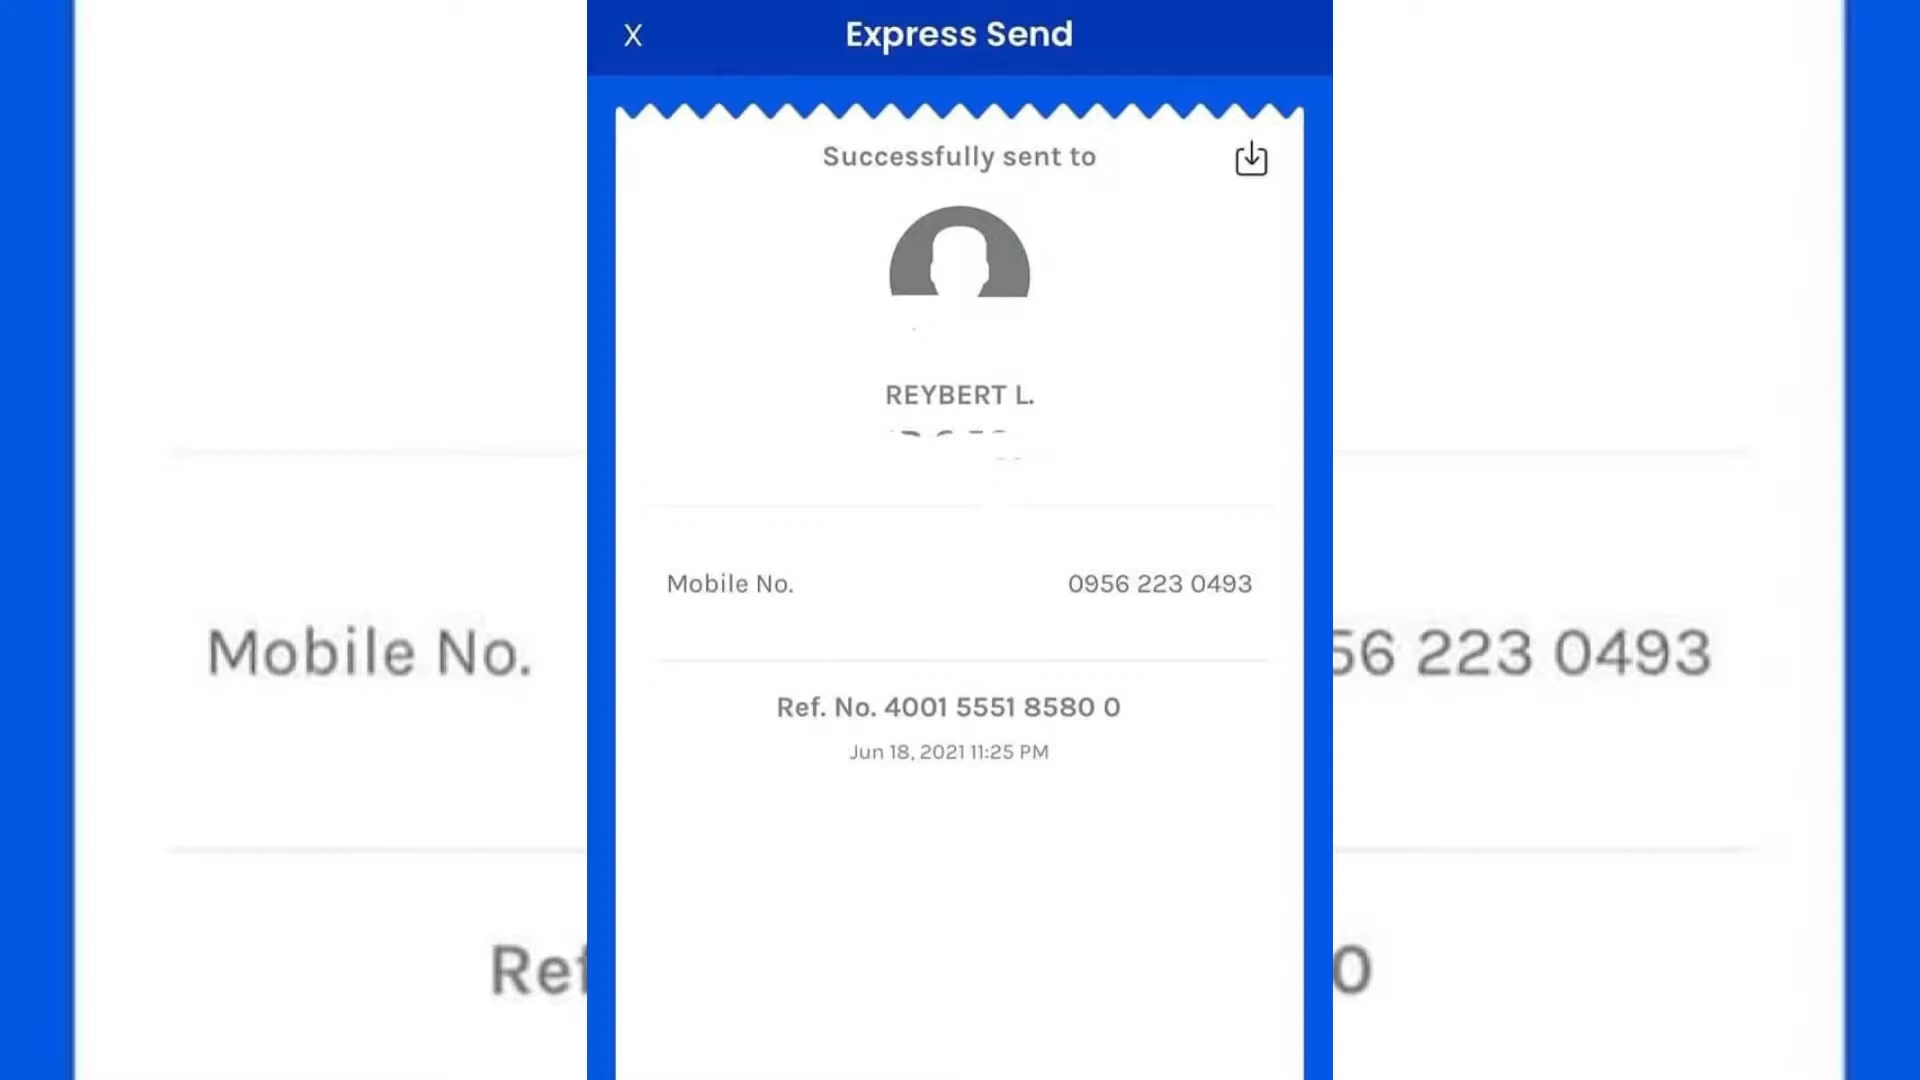 X
Express Send
Successfully sent to
REYBERT L.
Mobile No.
0956 223 0493
Ref. No. 4001 5551 8580 0
Jun 18, 2021 11:25 PM
Mobile No.
56 223 0493
Ref
0